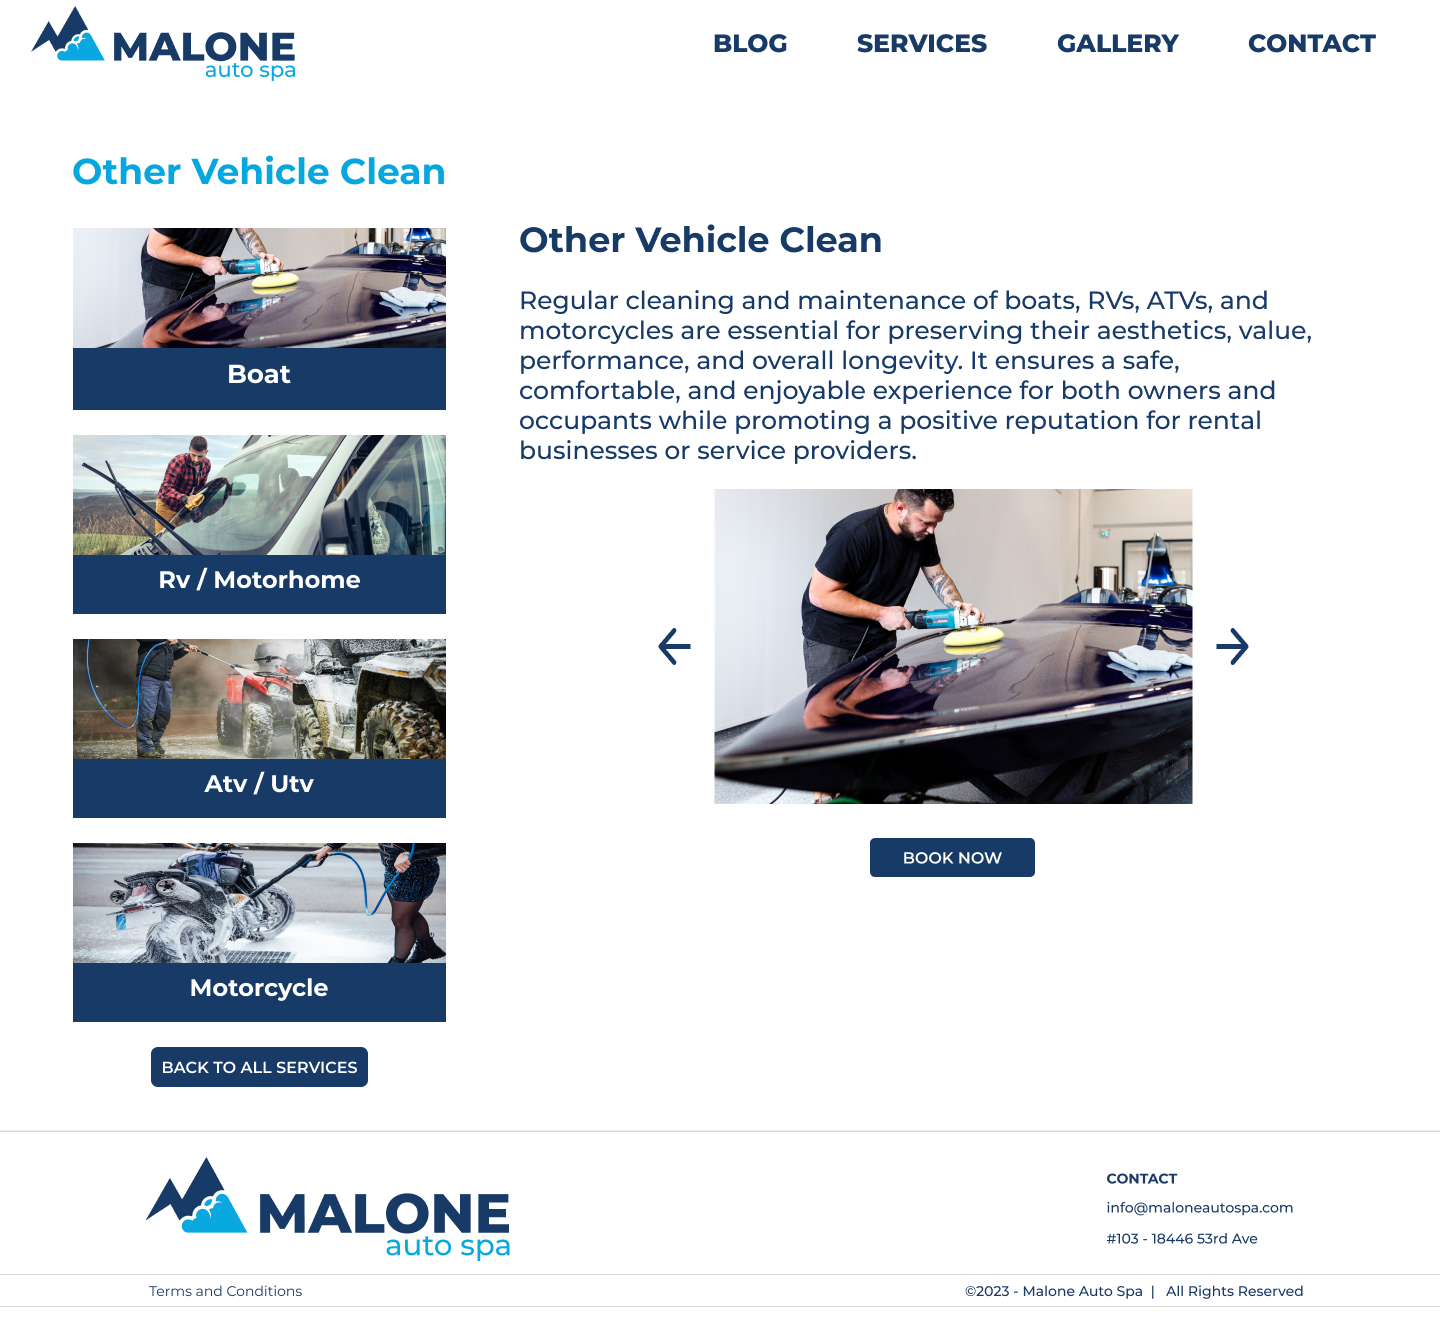 MALONE
auto spa
BLOG
SERVICES
GALLERY
CONTACT
Other Vehicle Clean
Boat
Rv / Motorhome
Atv / Utv
Motorcycle
BACK TO ALL SERVICES
Other Vehicle Clean
Regular cleaning and maintenance of boats, RVs, ATVs, and
motorcycles are essential for preserving their aesthetics, value,
performance, and overall longevity. It ensures a safe,
comfortable, and enjoyable experience for both owners and
occupants while promoting a positive reputation for rental
businesses or service providers.
BOOK NOW
MALONE
auto spa
CONTACT
info@maloneautospa.com
#103 - 18446 53rd Ave
Terms and Conditions
©2023 - Malone Auto Spa | All Rights Reserved